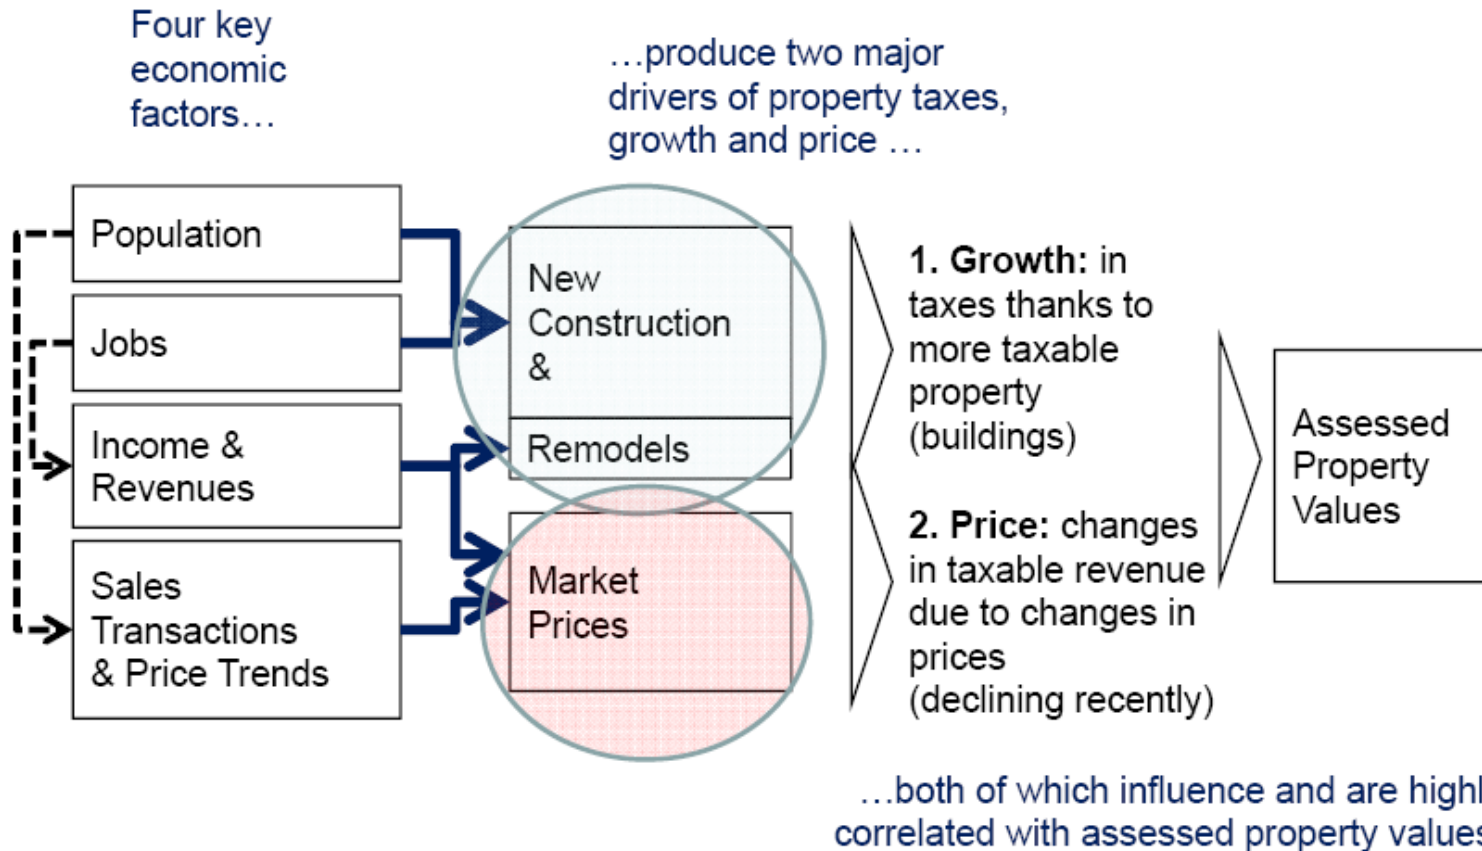 Four key
economic
factors…
…produce two major
drivers of property taxes,
growth and price …
Population
Jobs
Income &
Revenues
Sales
Transactions
& Price Trends
New
Construction
&
Remodels
Market
Prices
1. Growth: in
taxes thanks to
more taxable
property
(buildings)
2. Price: changes
in taxable revenue
due to changes in
prices
(declining recently)
Assessed
Property
Values
…both of which influence and are highl
correlated with assessed property values